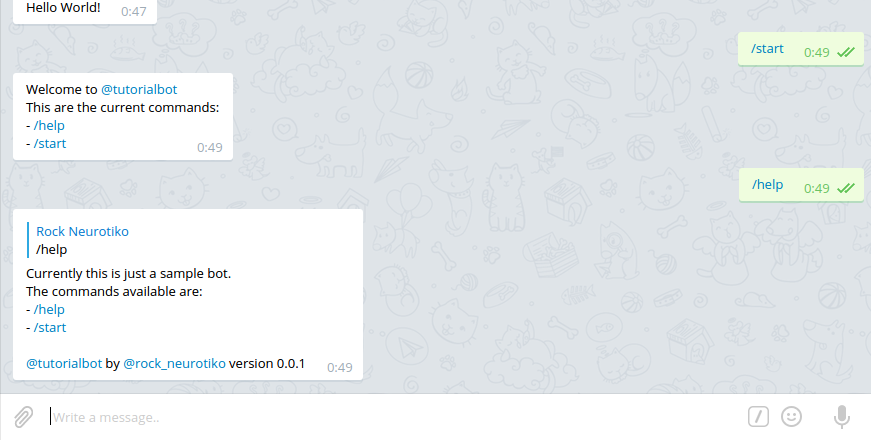 Hello World! 0:47
/start 0:49
Welcome to @tutorialbot
This are the current commands:
- /help
- /start 0:49
/help 0:49
Rock Neurotiko
/help
Currently this is just a sample bot.
The commands available are:
- /help
- /start
@tutorialbot by @rock_neurotiko version 0.0.1 0:49
Write a message..